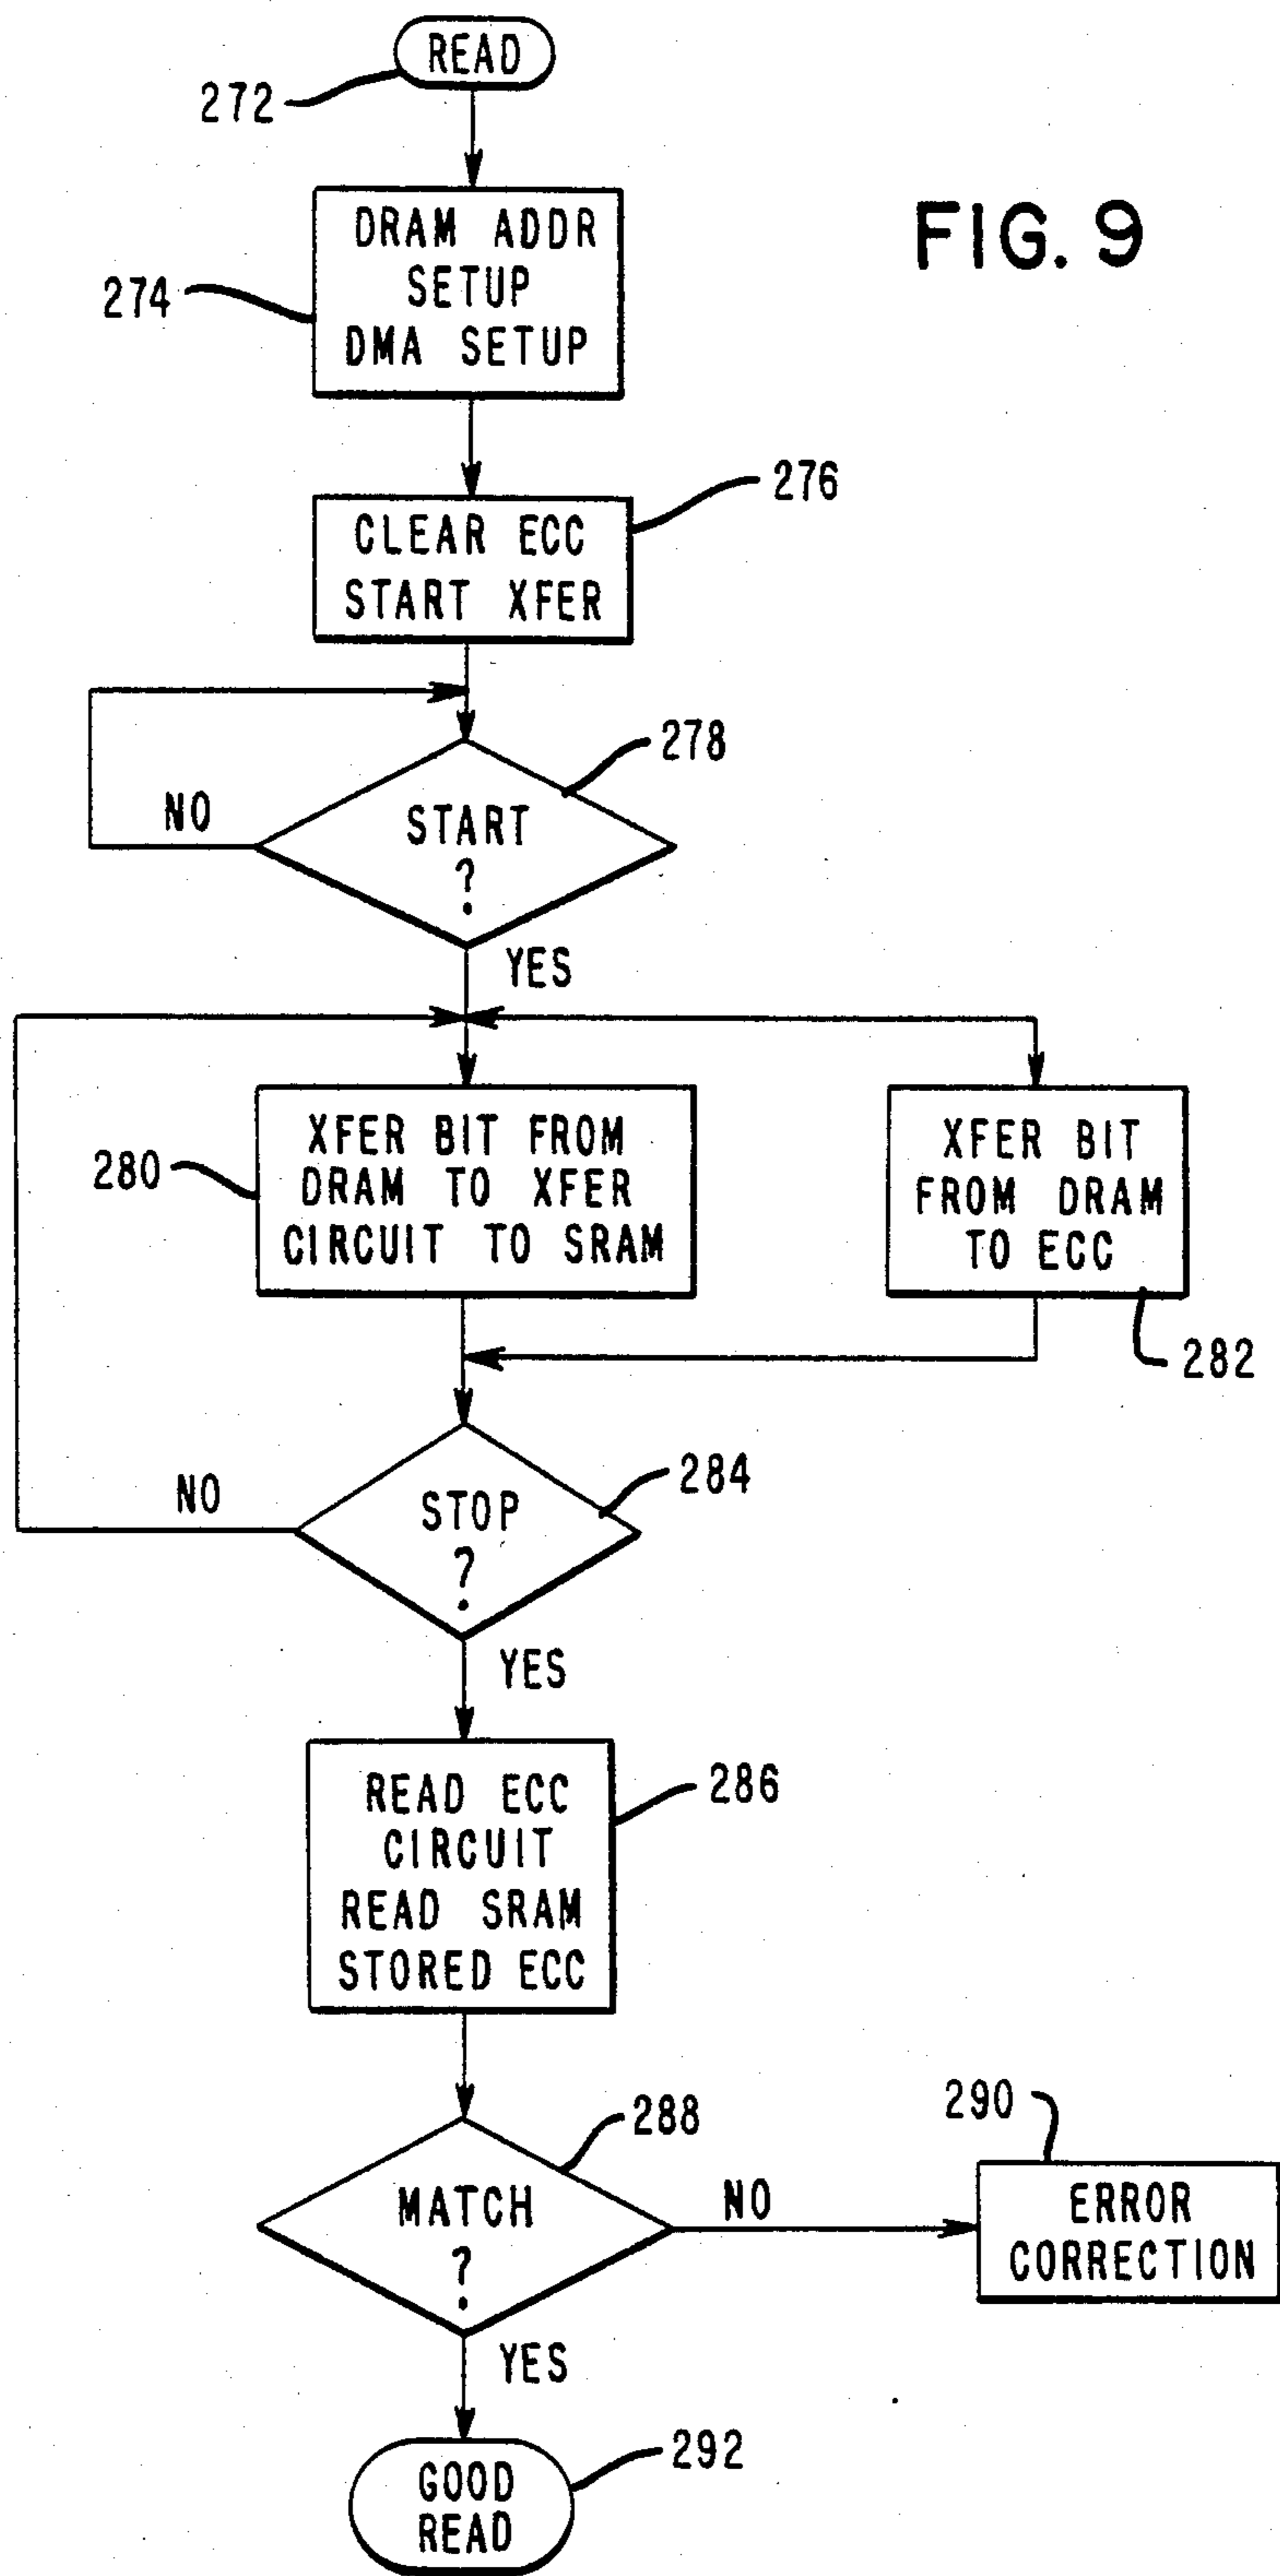 READ
272
FIG. 9
DRAM ADDR
SETUP
DMA SETUP
274
276
CLEAR ECC
START XFER
278
NO
START
?
YES
XFER BIT FROM
DRAM TO XFER
CIRCUIT TO SRAM
280
XFER BIT
FROM DRAM
TO ECC
282
284
NO
STOP
?
YES
286
READ ECC
CIRCUIT
READ SRAM
STORED ECC
288
MATCH
?
NO
290
ERROR
CORRECTION
YES
292
GOOD
READ